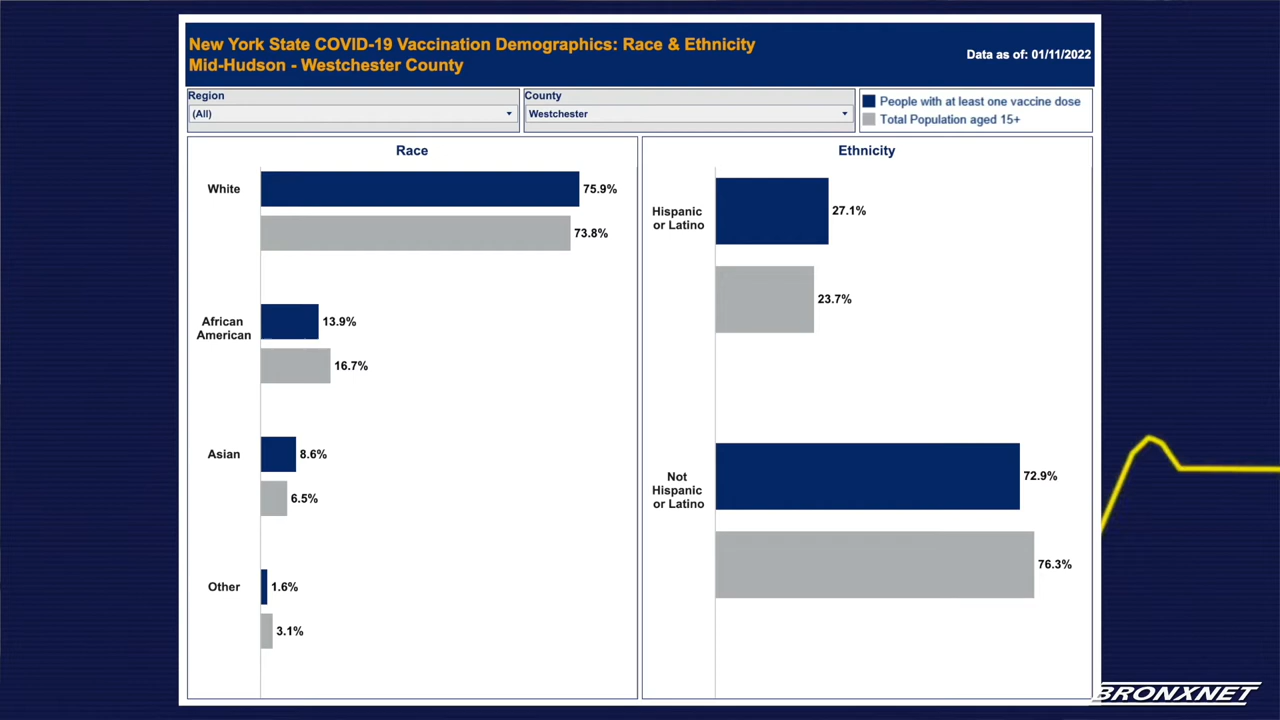 New York State COVID-19 Vaccination Demographics: Race & Ethnicity
Mid-Hudson - Westchester County
Data as of: 01/11/2022
Region
(All)
County
Westchester
People with at least one vaccine dose
Total Population aged 15+
Race
White
75.9%
73.8%
African
American
13.9%
16.7%
Asian
8.6%
6.5%
Other
1.6%
3.1%
Ethnicity
Hispanic
or Latino
27.1%
23.7%
Not
Hispanic
or Latino
72.9%
76.3%
BRONXNET